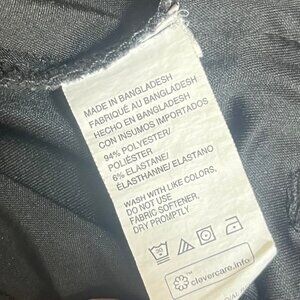 MADE IN BANGLADESH
FABRIQUÉ AU BANGLADESH
HECHO EN BANGLADESH
CON INSUMOS IMPORTADOS
94% POLYESTER/
POLIÉSTER
6% ELASTANE/
ÉLASTHANNE/ ELASTANO
WASH WITH LIKE COLORS,
DO NOT USE
FABRIC SOFTENER,
DRY PROMPTLY
30
clevercare.info